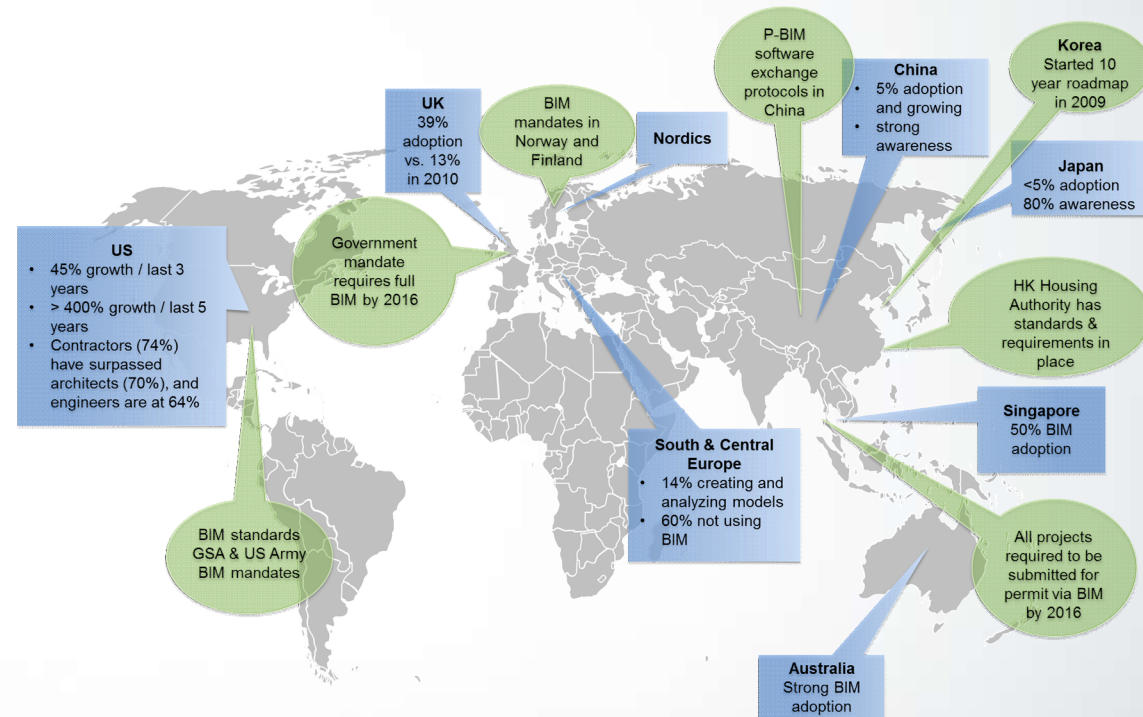 P-BIM
software
exchange
protocols in
China
Korea
Started 10
year roadmap
in 2009
China
• 5% adoption
and growing
• strong
awareness
UK
39%
adoption
vs. 13%
in 2010
BIM
mandates in
Norway and
Finland
Nordics
Japan
<5% adoption
80% awareness
US
• 45% growth / last 3
years
• > 400% growth / last 5
years
• Contractors (74%)
have surpassed
architects (70%), and
engineers are at 64%
Government
mandate
requires full
BIM by 2016
HK Housing
Authority has
standards &
requirements in
place
Singapore
50% BIM
adoption
South & Central
Europe
• 14% creating and
analyzing models
• 60% not using
BIM
BIM standards
GSA & US Army
BIM mandates
All projects
required to be
submitted for
permit via BIM
by 2016
Australia
Strong BIM
adoption